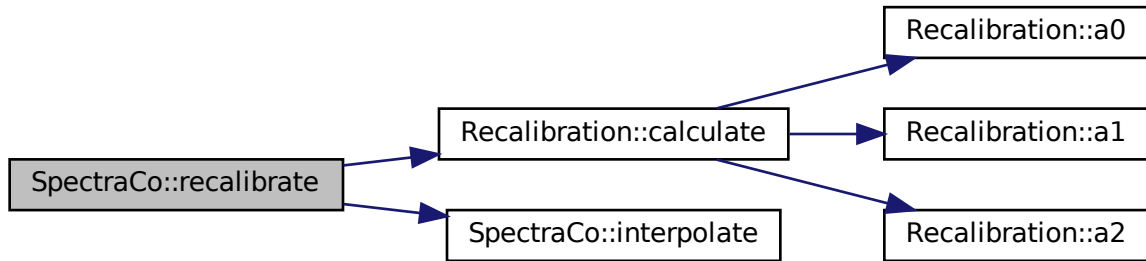 SpectraCo::recalibrate
Recalibration::calculate
SpectraCo::interpolate
Recalibration::a0
Recalibration::a1
Recalibration::a2